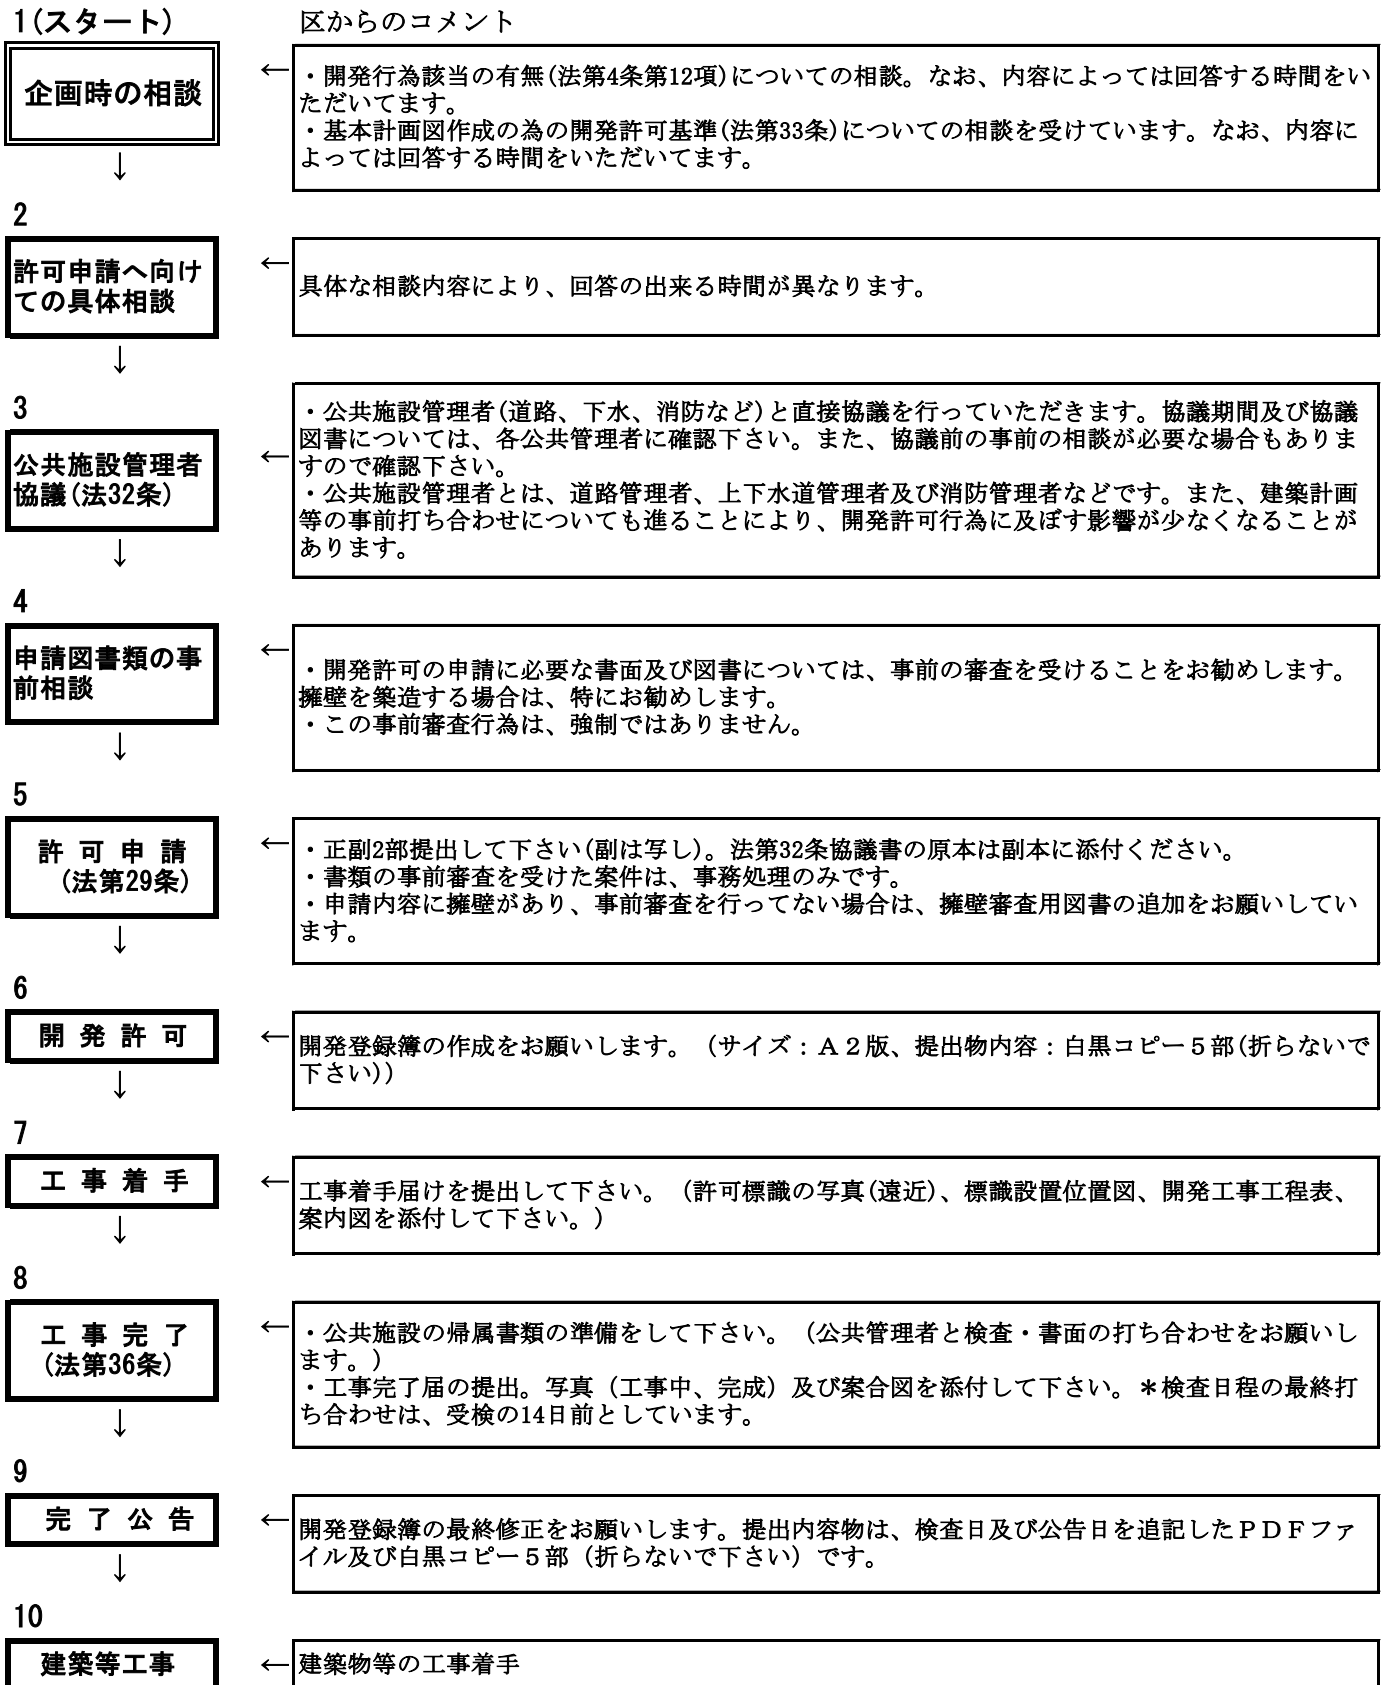 1(スタート)
区からのコメント
企画時の相談
←
・開発行為該当の有無(法第4条第12項)についての相談。なお、内容によっては回答する時間をい
ただいてます。
・基本計画図作成の為の開発許可基準(法第33条)についての相談を受けています。なお、内容に
よっては回答する時間をいただいてます。
↓
2
許可申請へ向け
ての具体相談
←
具体な相談内容により、回答の出来る時間が異なります。
↓
3
公共施設管理者
協議(法32条)
←
・公共施設管理者(道路、下水、消防など)と直接協議を行っていただきます。協議期間及び協議
図書については、各公共管理者に確認下さい。また、協議前の事前の相談が必要な場合もありま
すので確認下さい。
・公共施設管理者とは、道路管理者、上下水道管理者及び消防管理者などです。また、建築計画
等の事前打ち合わせについても進ることにより、開発許可行為に及ぼす影響が少なくなることが
あります。
↓
4
申請図書類の事
前相談
←
・開発許可の申請に必要な書面及び図書については、事前の審査を受けることをお勧めします。
擁壁を築造する場合は、特にお勧めします。
・この事前審査行為は、強制ではありません。
↓
5
許 可 申 請
(法第29条)
←
・正副2部提出して下さい(副は写し)。法第32条協議書の原本は副本に添付ください。
・書類の事前審査を受けた案件は、事務処理のみです。
・申請内容に擁壁があり、事前審査を行ってない場合は、擁壁審査用図書の追加をお願いしてい
ます。
↓
6
開 発 許 可
←
開発登録簿の作成をお願いします。（サイズ：Ａ２版、提出物内容：白黒コピー５部(折らないで
下さい)）
↓
7
工 事 着 手
←
工事着手届けを提出して下さい。（許可標識の写真(遠近)、標識設置位置図、開発工事工程表、
案内図を添付して下さい。）
↓
8
工 事 完 了
(法第36条)
←
・公共施設の帰属書類の準備をして下さい。（公共管理者と検査・書面の打ち合わせをお願いし
ます。）
・工事完了届の提出。写真（工事中、完成）及び案合図を添付して下さい。＊検査日程の最終打
ち合わせは、受検の14日前としています。
↓
9
完 了 公 告
←
開発登録簿の最終修正をお願いします。提出内容物は、検査日及び公告日を追記したＰＤＦファ
イル及び白黒コピー５部（折らないで下さい）です。
↓
10
建築等工事
←
建築物等の工事着手